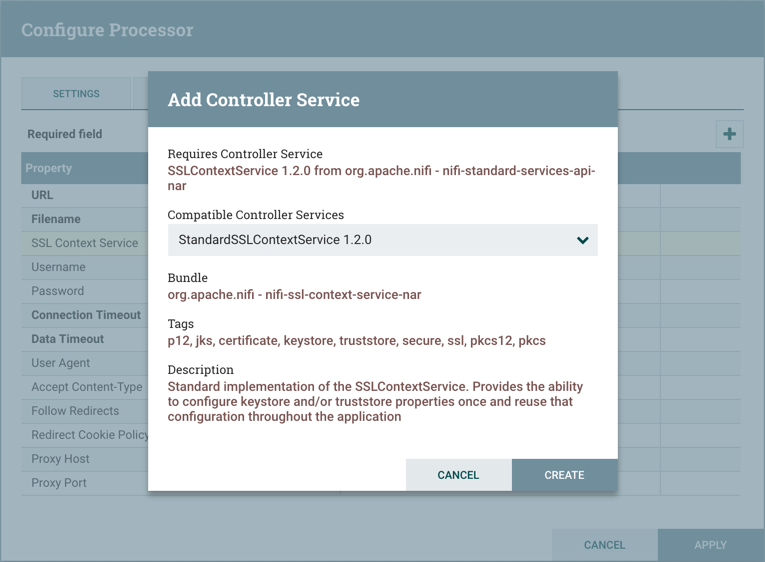 Configure Processor
SETTINGS
Required field
Property
URL
Filename
SSL Context Service
Username
Password
Connection Timeout
Data Timeout
User Agent
Accept Content-Type
Follow Redirects
Redirect Cookie Policy
Proxy Host
Proxy Port
Add Controller Service
Requires Controller Service
SSLContextService 1.2.0 from org.apache.nifi - nifi-standard-services-api-
nar
Compatible Controller Services
StandardSSLContextService 1.2.0
Bundle
org.apache.nifi - nifi-ssl-context-service-nar
Tags
p12, jks, certificate, keystore, truststore, secure, ssl, pkcs12, pkcs
Description
Standard implementation of the SSLContextService. Provides the ability
to configure keystore and/or truststore properties once and reuse that
configuration throughout the application
CANCEL
CREATE
CANCEL
APPLY